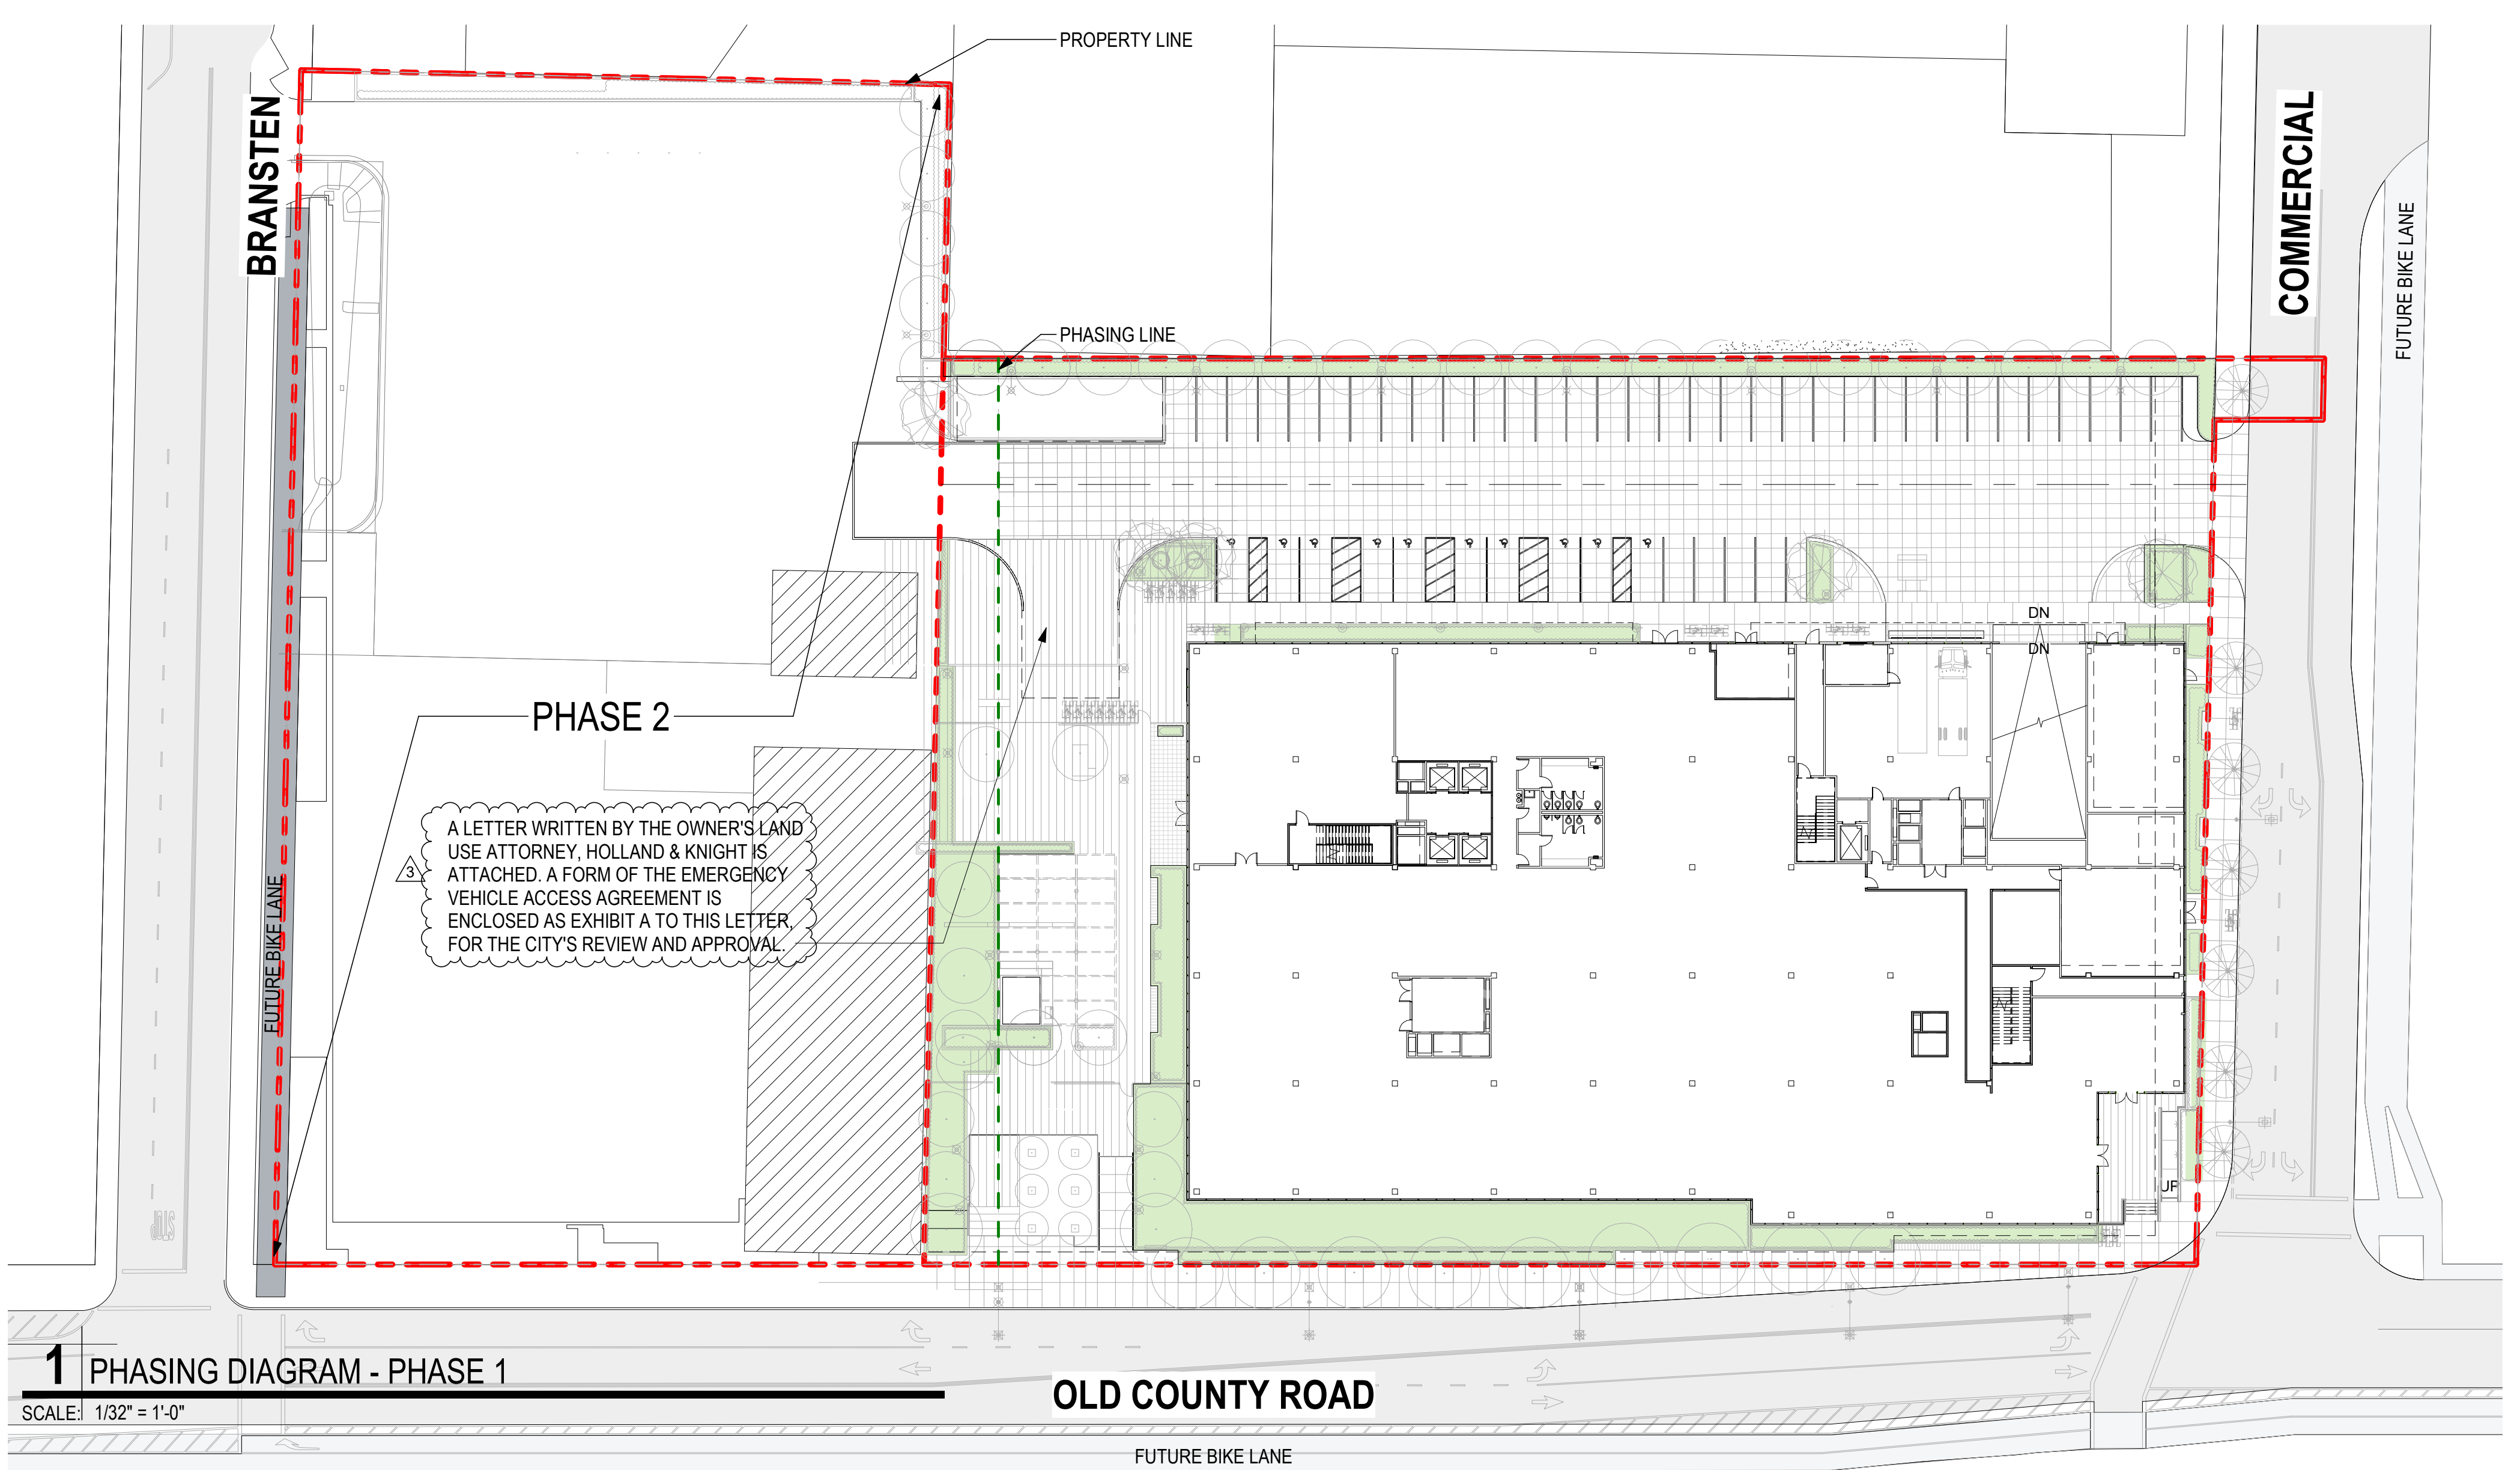 PROPERTY LINE
BRANSTEN
COMMERCIAL
FUTURE BIKE LANE
PHASING LINE
DN
DN
PHASE 2
A LETTER WRITTEN BY THE OWNER'S LAND
USE ATTORNEY, HOLLAND & KNIGHT IS
ATTACHED. A FORM OF THE EMERGENCY
VEHICLE ACCESS AGREEMENT IS
ENCLOSED AS EXHIBIT A TO THIS LETTER,
FOR THE CITY'S REVIEW AND APPROVAL.
3
FUTURE BIKE LANE
UP
STOP
1 PHASING DIAGRAM - PHASE 1
SCALE: 1/32" = 1'-0"
OLD COUNTY ROAD
FUTURE BIKE LANE